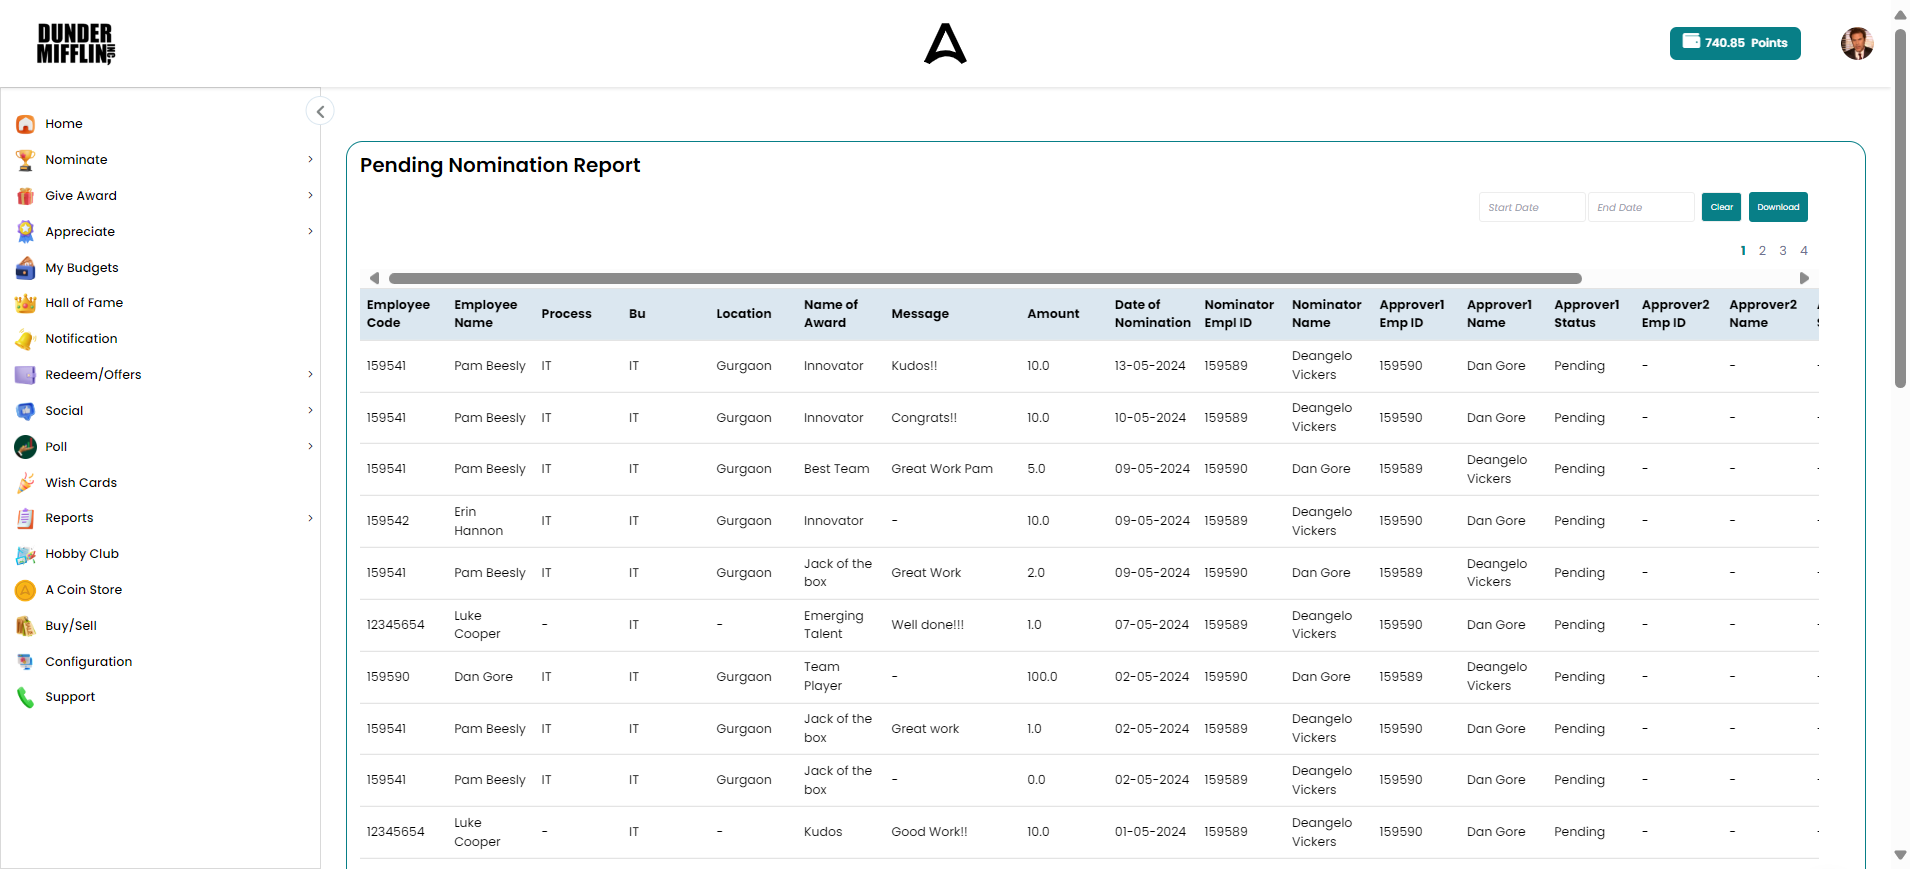 DUNDER
MIFFLIN, INC
740.85 Points
Home
Nominate
Give Award
Appreciate
My Budgets
Hall of Fame
Notification
Redeem/Offers
Social
Poll
Wish Cards
Reports
Hobby Club
A Coin Store
Buy/Sell
Configuration
Support
Pending Nomination Report
Start Date End Date Clear Download
1 2 3 4
Employee Code Employee Name Process Bu Location Name of Award Message Amount Date of Nomination Nominator Empl ID Nominator Name Approver1 Emp ID Approver1 Name Approver1 Status Approver2 Emp ID Approver2 Name
159541 Pam Beesly IT IT Gurgaon Innovator Kudos!! 10.0 13-05-2024 159589 Deangelo Vickers 159590 Dan Gore Pending - - -
159541 Pam Beesly IT IT Gurgaon Innovator Congrats!! 10.0 10-05-2024 159589 Deangelo Vickers 159590 Dan Gore Pending - - -
159541 Pam Beesly IT IT Gurgaon Best Team Great Work Pam 5.0 09-05-2024 159590 Dan Gore 159589 Deangelo Vickers Pending - - -
159542 Erin Hannon IT IT Gurgaon Innovator - 10.0 09-05-2024 159589 Deangelo Vickers 159590 Dan Gore Pending - - -
159541 Pam Beesly IT IT Gurgaon Jack of the box Great Work 2.0 09-05-2024 159590 Dan Gore 159589 Deangelo Vickers Pending - - -
12345654 Luke Cooper - IT - Emerging Talent Well done!!! 1.0 07-05-2024 159589 Deangelo Vickers 159590 Dan Gore Pending - - -
159590 Dan Gore IT IT Gurgaon Team Player - 100.0 02-05-2024 159590 Dan Gore 159589 Deangelo Vickers Pending - - -
159541 Pam Beesly IT IT Gurgaon Jack of the box Great work 1.0 02-05-2024 159589 Deangelo Vickers 159590 Dan Gore Pending - - -
159541 Pam Beesly IT IT Gurgaon Jack of the box - 0.0 02-05-2024 159589 Deangelo Vickers 159590 Dan Gore Pending - - -
12345654 Luke Cooper - IT - Kudos Good Work!! 10.0 01-05-2024 159589 Deangelo Vickers 159590 Dan Gore Pending - - -